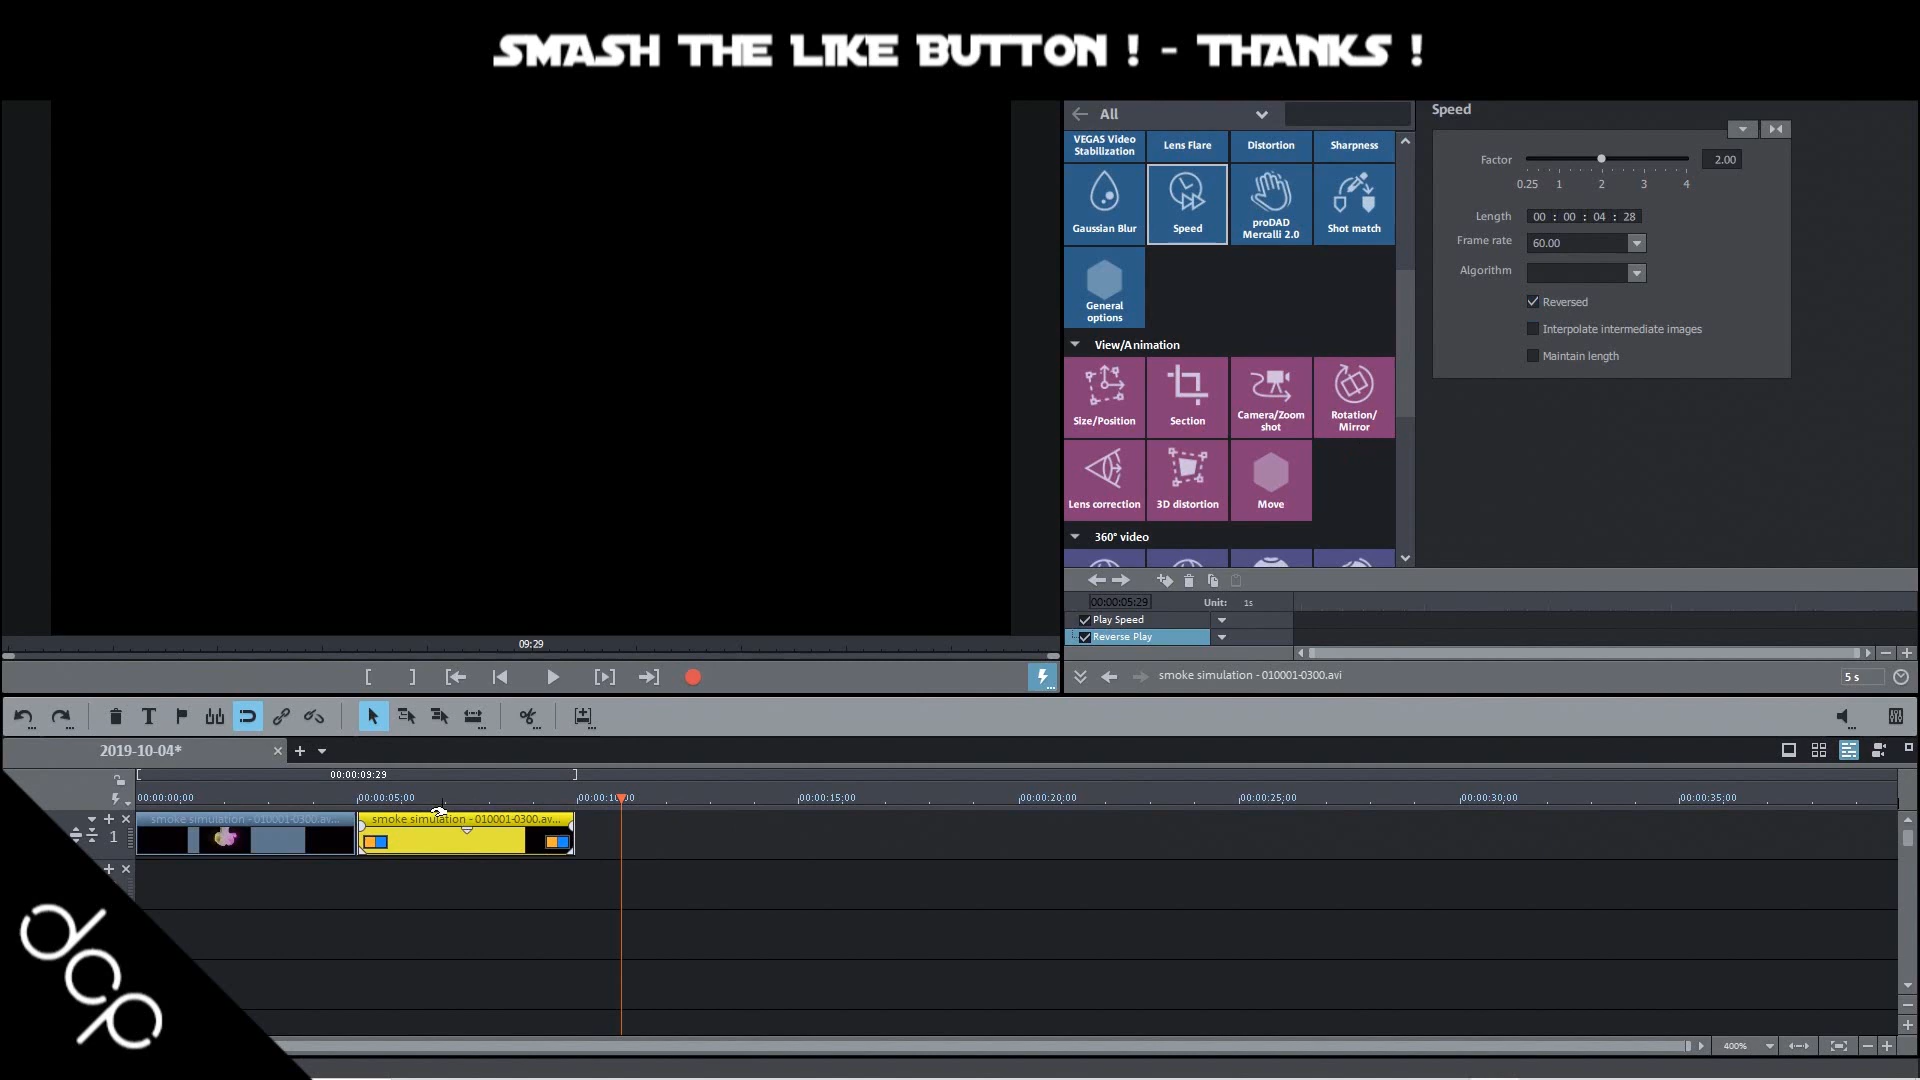 SMASH THE LIKE BUTTON ! - THANKS !
All
Speed
VEGAS Video Stabilization
Lens Flare
Distortion
Sharpness
Gaussian Blur
Speed
proDAD Mercalli 2.0
Shot match
General options
View/Animation
Size/Position
Section
Camera/Zoom shot
Rotation/ Mirror
Lens correction
3D distortion
Move
360° video
Factor
2.00
0.25 1 2 3 4
Length 00 : 00 : 04 : 28
Frame rate 60.00
Algorithm
Reversed
Interpolate intermediate images
Maintain length
00:00:05:29 Unit: 1s
Play Speed
Reverse Play
smoke simulation - 010001-0300.avi
5 s
09:29
2019-10-04*
00:00:09:29
00:00:00;00 00:00:05;00 00:00:15;00 00:00:20;00 00:00:25;00 00:00:30;00 00:00:35;00
1
smoke simulation - 010001-0300.av...
smoke simulation - 010001-0300.av...
dcp
400%